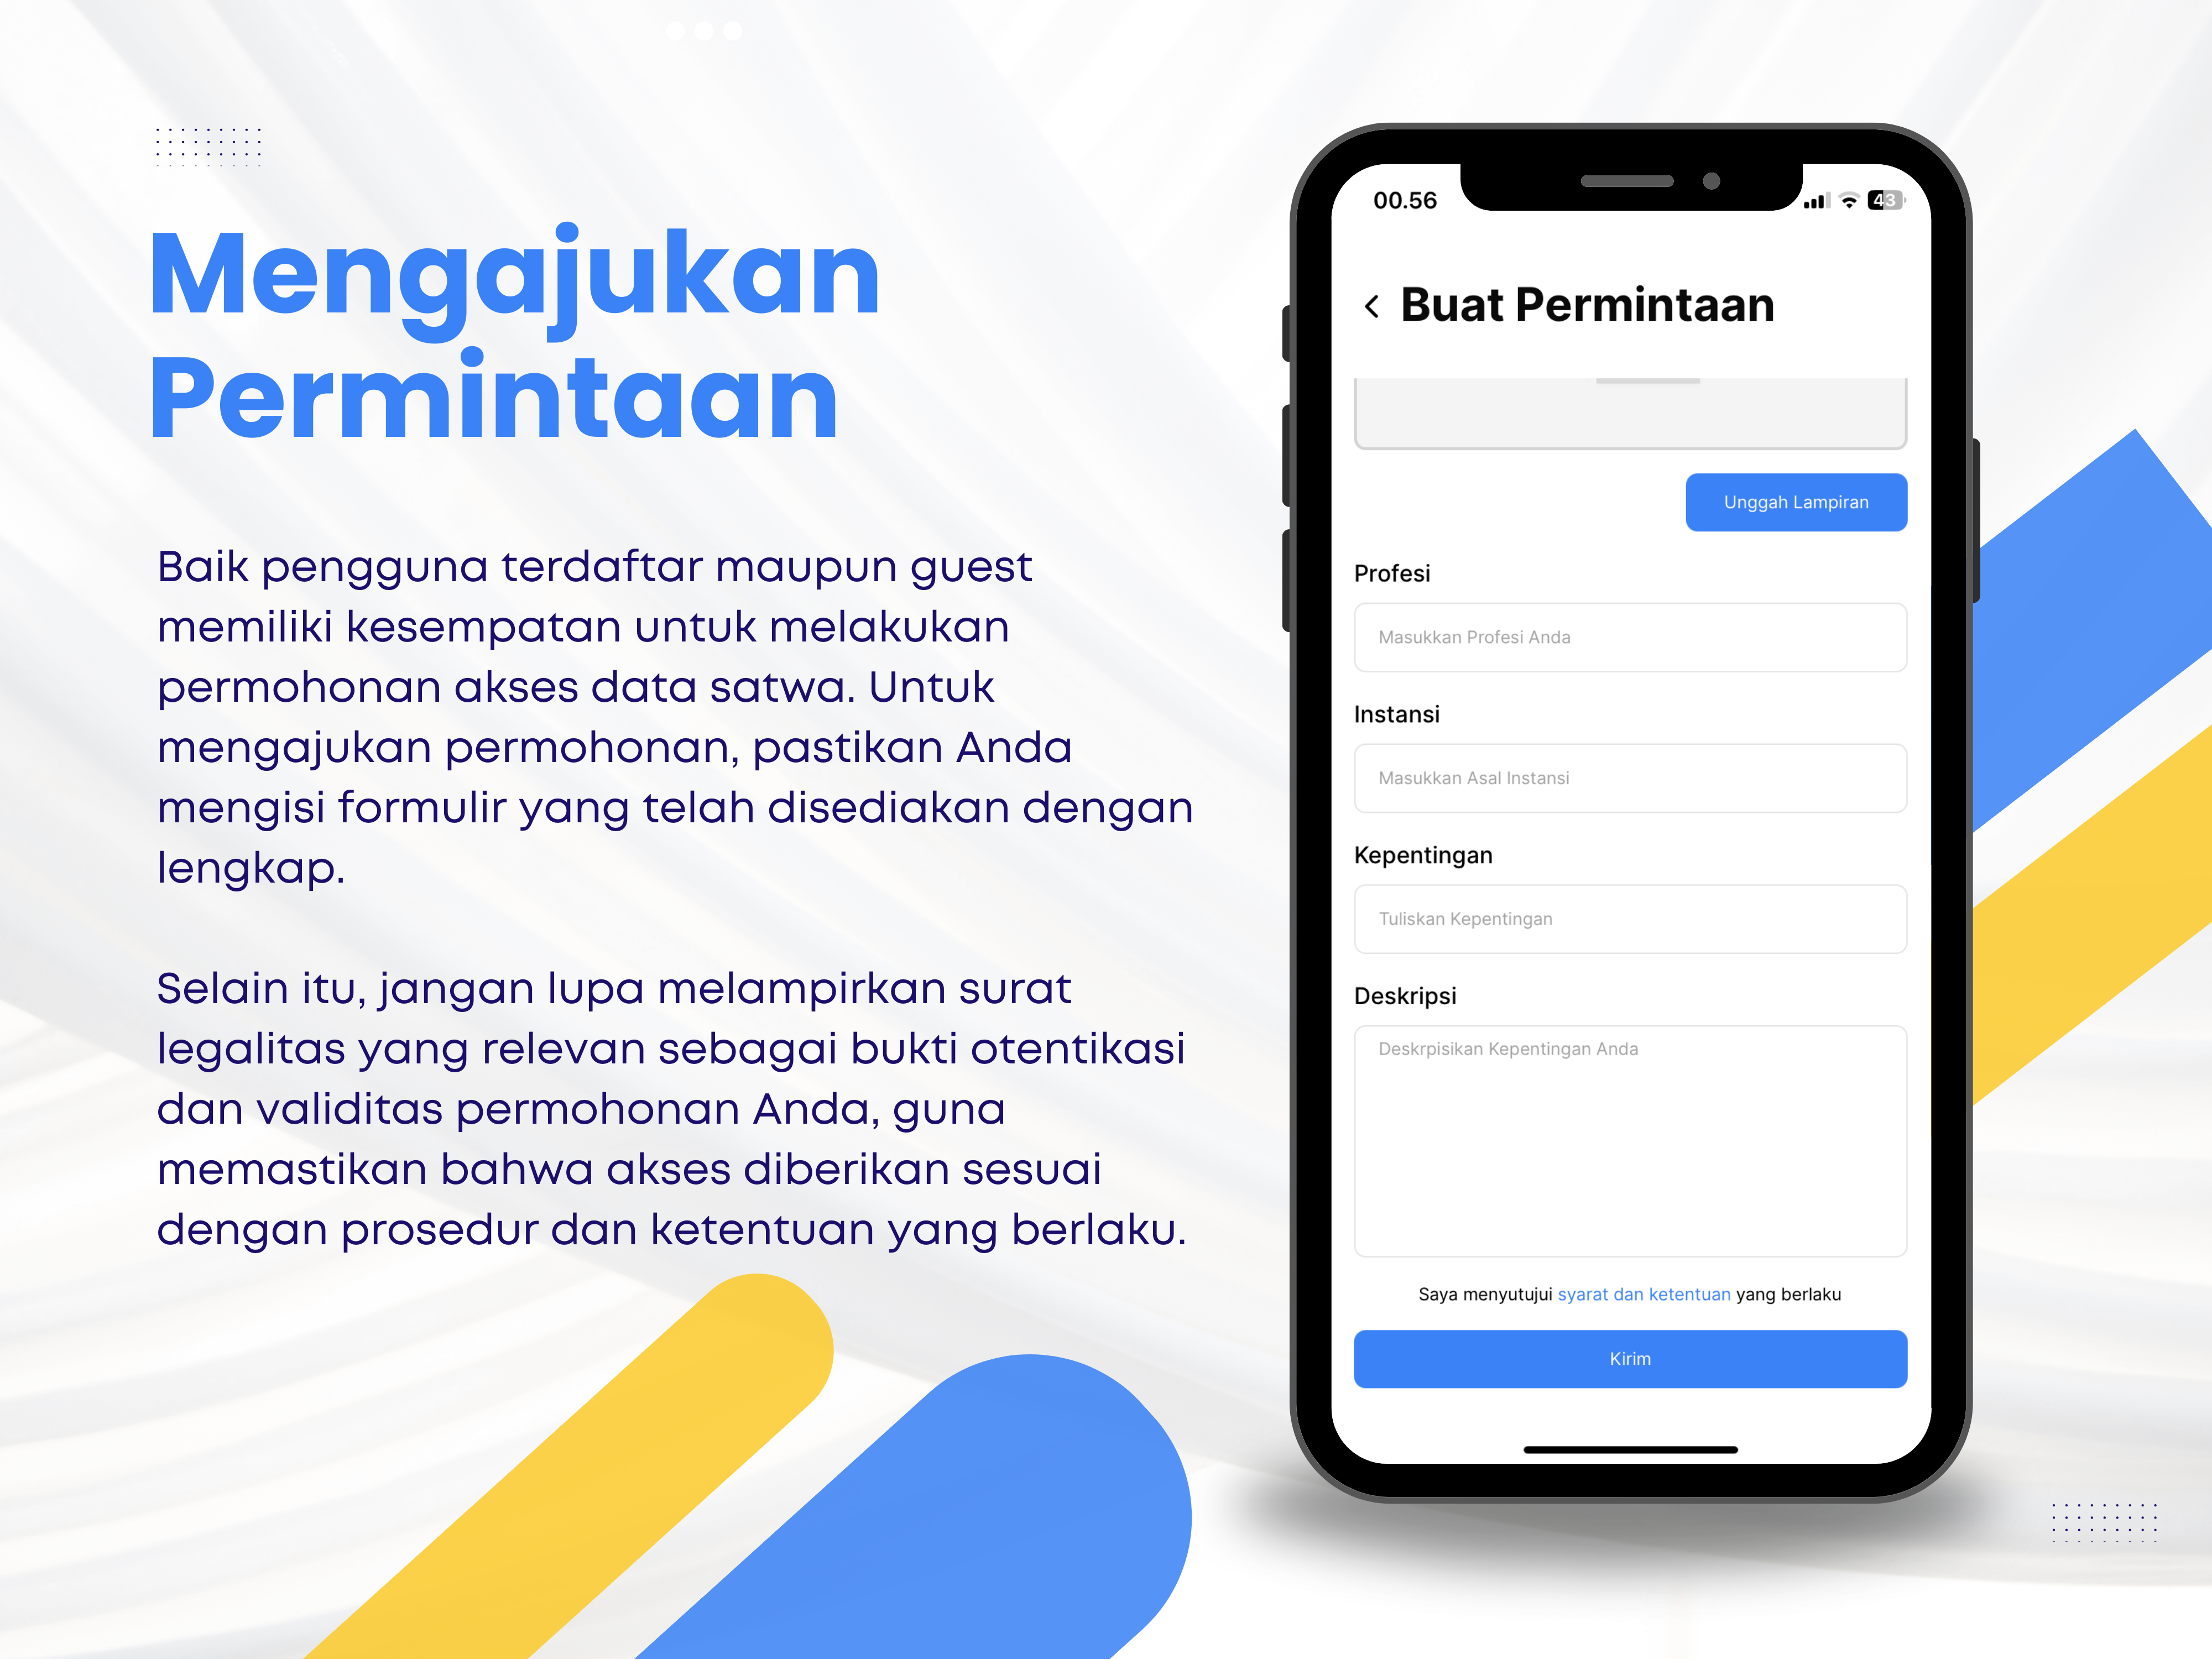 Mengajukan
Permintaan
Baik pengguna terdaftar maupun guest
memiliki kesempatan untuk melakukan
permohonan akses data satwa. Untuk
mengajukan permohonan, pastikan Anda
mengisi formulir yang telah disediakan dengan
lengkap.
Selain itu, jangan lupa melampirkan surat
legalitas yang relevan sebagai bukti otentikasi
dan validitas permohonan Anda, guna
memastikan bahwa akses diberikan sesuai
dengan prosedur dan ketentuan yang berlaku.
00.56
43
Buat Permintaan
Unggah Lampiran
Profesi
Masukkan Profesi Anda
Instansi
Masukkan Asal Instansi
Kepentingan
Tuliskan Kepentingan
Deskripsi
Deskrpisikan Kepentingan Anda
Saya menyutujui syarat dan ketentuan yang berlaku
Kirim